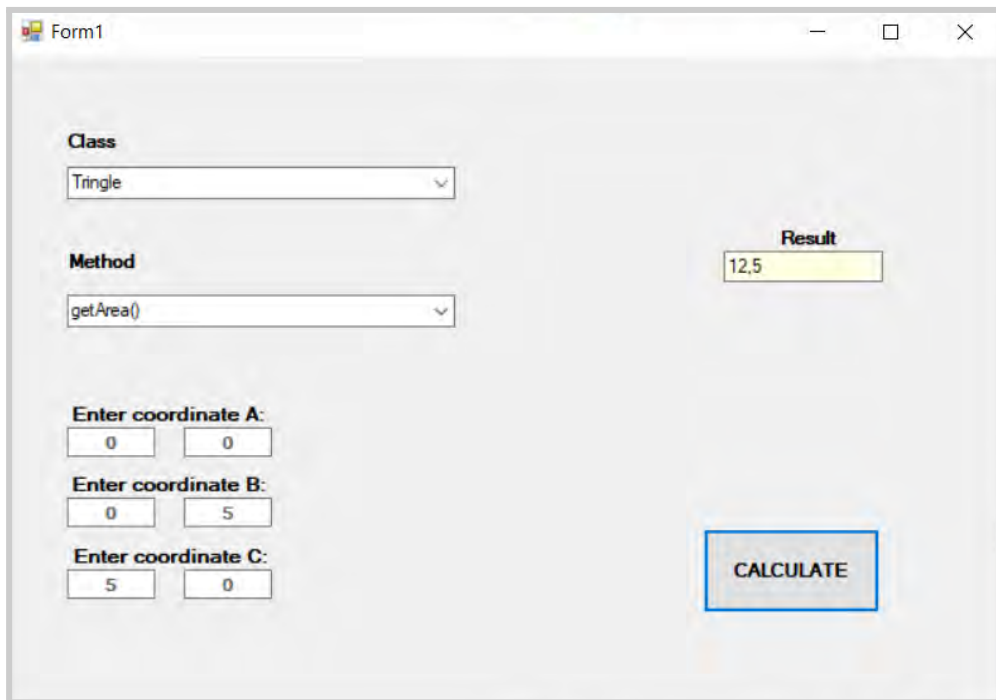 Form1
Class
Tringle
Method
getArea()
Result
12,5
Enter coordinate A:
0 0
Enter coordinate B:
0 5
Enter coordinate C:
5 0
CALCULATE